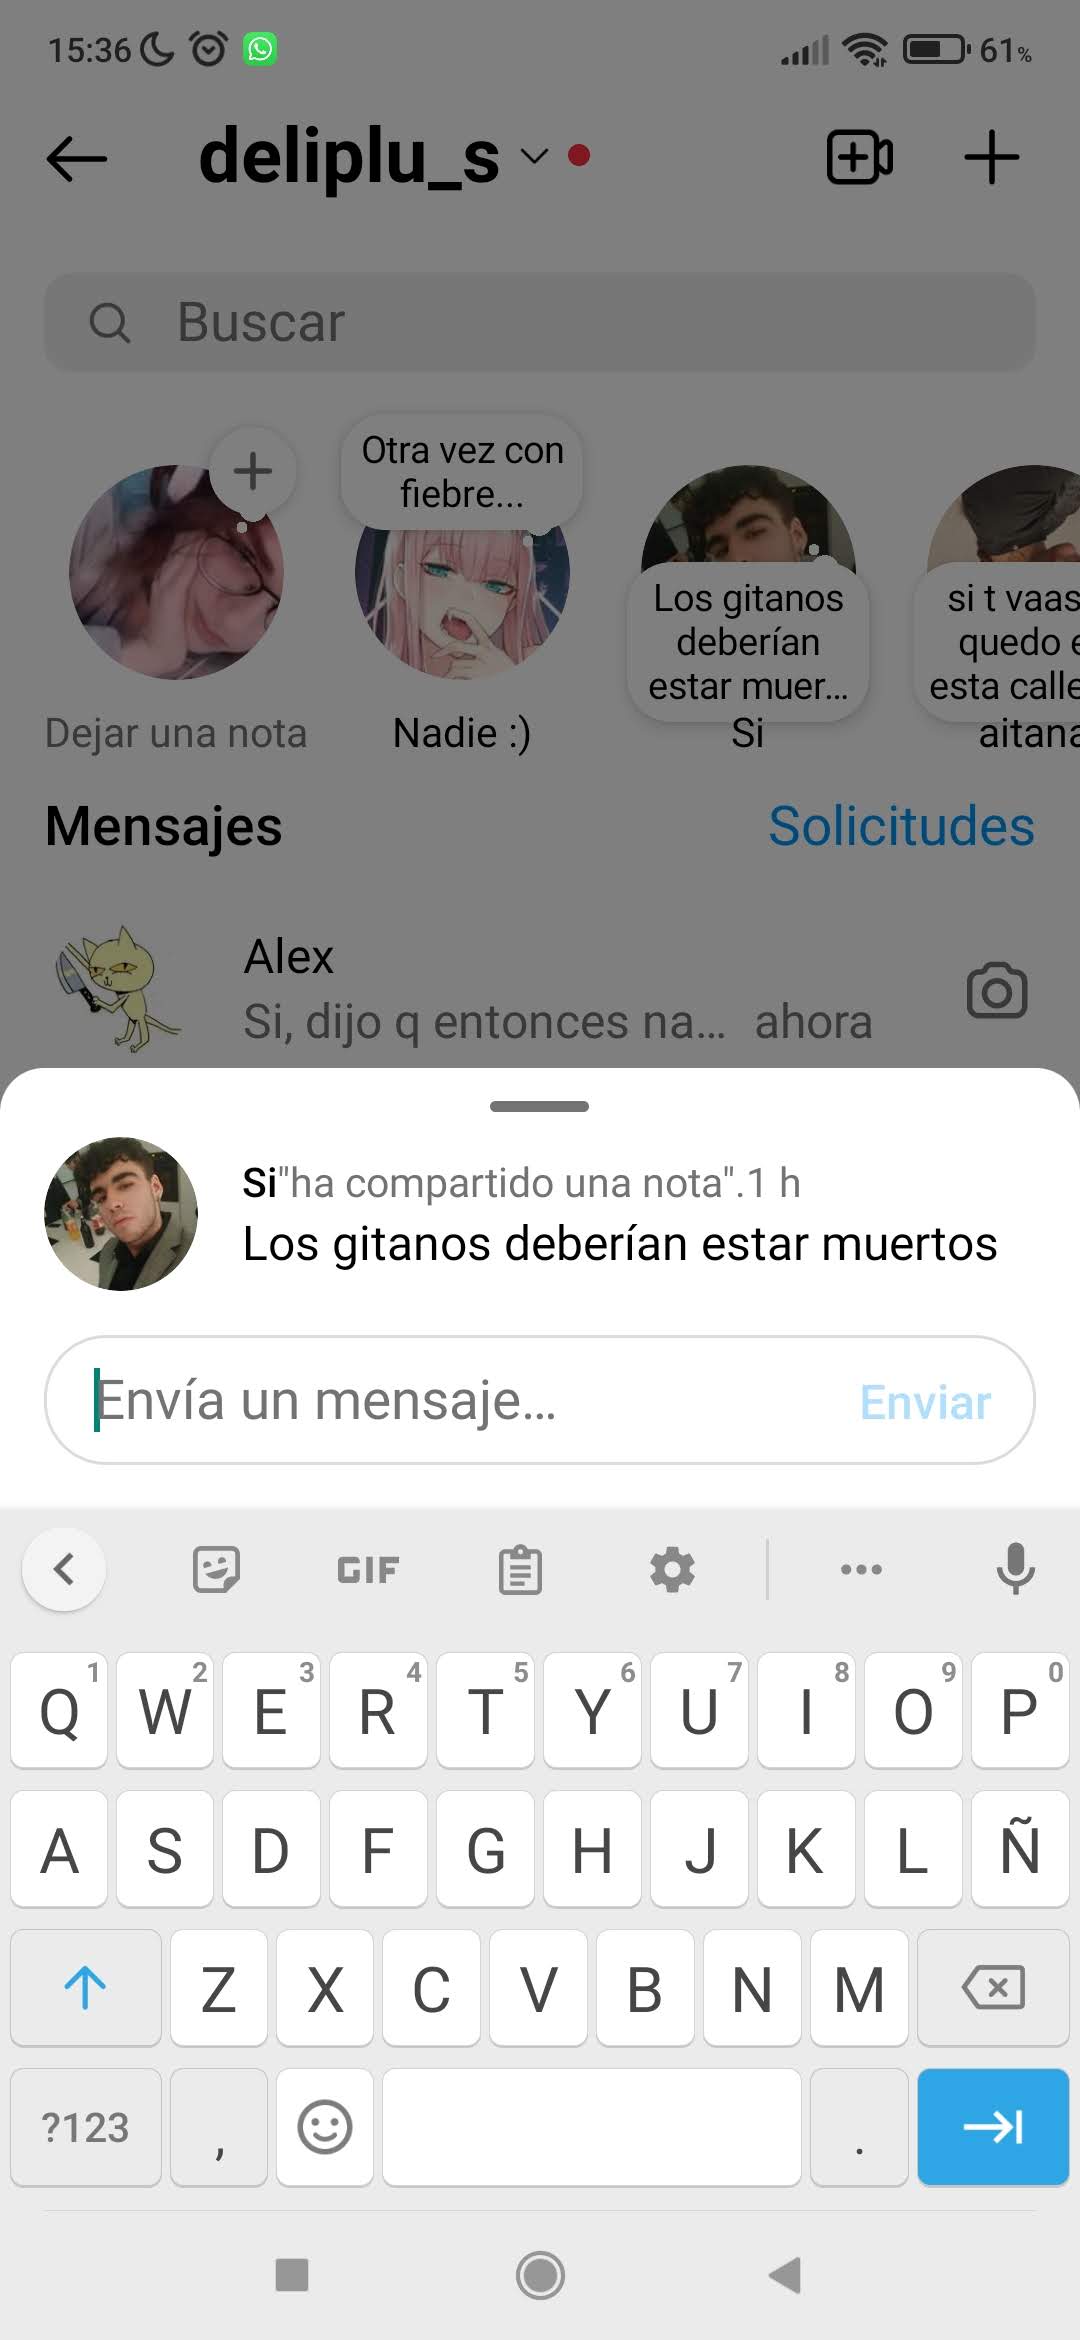 15:36
61%
deliplu_s
Buscar
Otra vez con
fiebre...
Los gitanos
deberían
estar muer...
si t vaas
quedo e
esta calle
Dejar una nota
Nadie :)
Si
aitana
Mensajes
Solicitudes
Alex
Si, dijo q entonces na... ahora
Si"ha compartido una nota".1 h
Los gitanos deberían estar muertos
Envía un mensaje...
Enviar
GIF
1 2 3 4 5 6 7 8 9 0
Q W E R T Y U I O P
A S D F G H J K L Ñ
Z X C V B N M
?123 , .